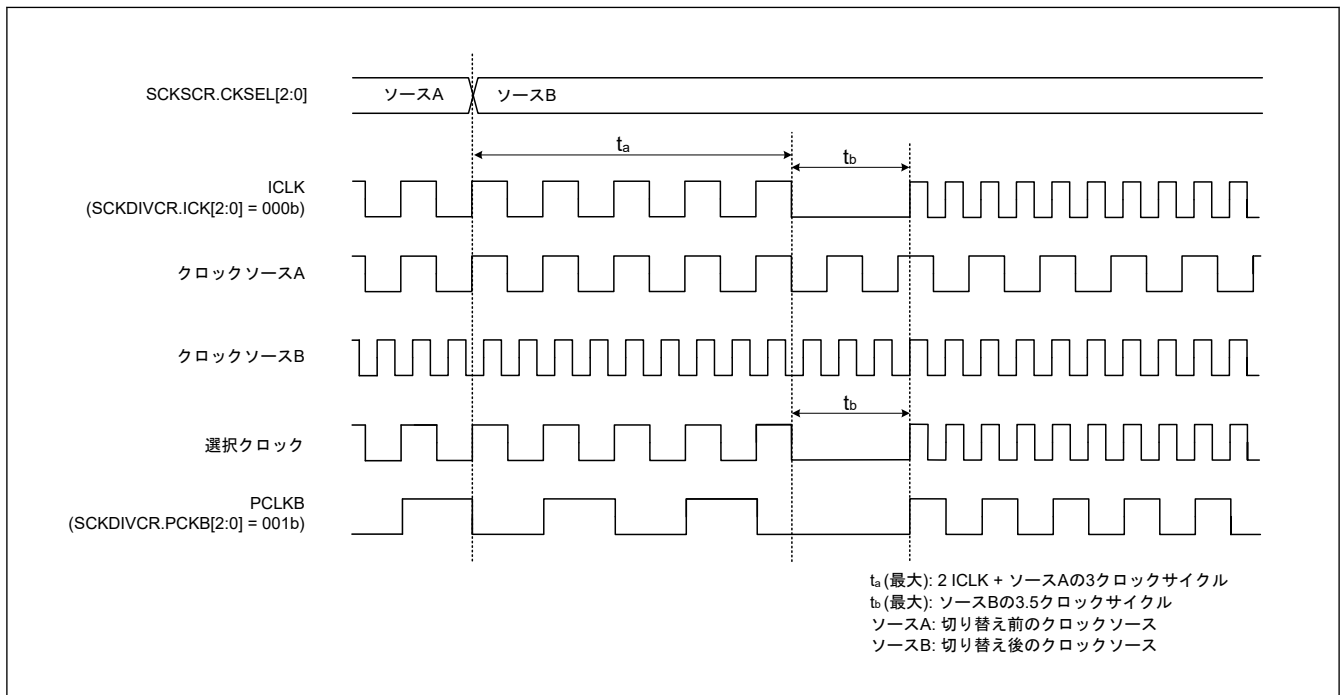 SCKSCR.CKSEL[2:0]
ソースA
ソースB
ta
tb
ICLK
(SCKDIVCR.ICK[2:0] = 000b)
クロックソースA
クロックソースB
tb
選択クロック
PCLKB
(SCKDIVCR.PCKB[2:0] = 001b)
ta (最大): 2 ICLK + ソースAの3クロックサイクル
tb (最大): ソースBの3.5クロックサイクル
ソースA: 切り替え前のクロックソース
ソースB: 切り替え後のクロックソース